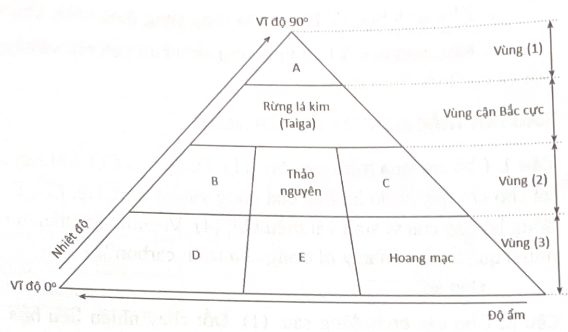 Vĩ độ 90º
Vùng (1)
A
Rừng lá kim
(Taiga)
Vùng cận Bắc cực
B
Thảo
nguyên
C
Vùng (2)
Nhiệt độ
D
E
Hoang mạc
Vùng (3)
Vĩ độ 0º
Độ ẩm